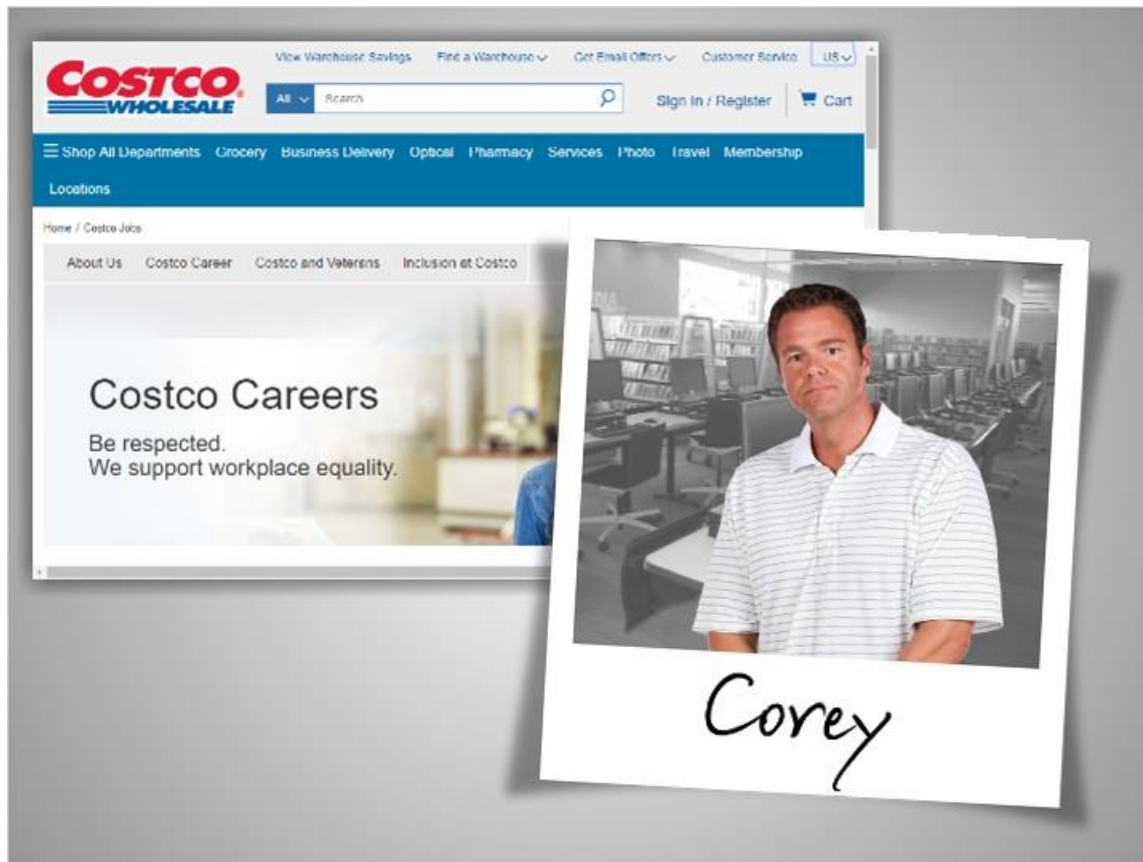 View Warehouse Savings Find a Warehouse Get Email Offers Customer Service US
COSTCO
WHOLESALE
All Search Sign In / Register Cart
Shop All Departments Grocery Business Delivery Optical Pharmacy Services Photo Travel Membership
Locations
Home / Costco Jobs
About Us Costco Career Costco and Veterans Inclusion at Costco
Costco Careers
Be respected.
We support workplace equality.
Corey